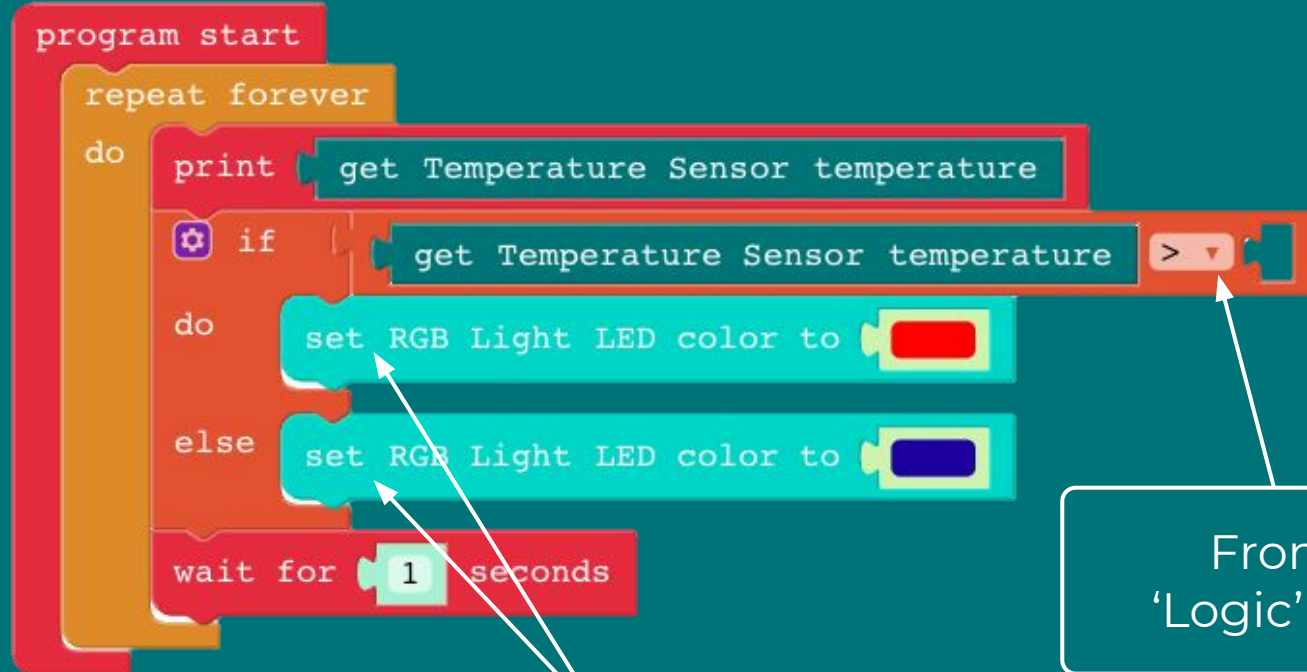 program start
repeat forever
do
print get Temperature Sensor temperature
if get Temperature Sensor temperature >
do
set RGB Light LED color to
else
set RGB Light LED color to
wait for 1 seconds
‘Logic’